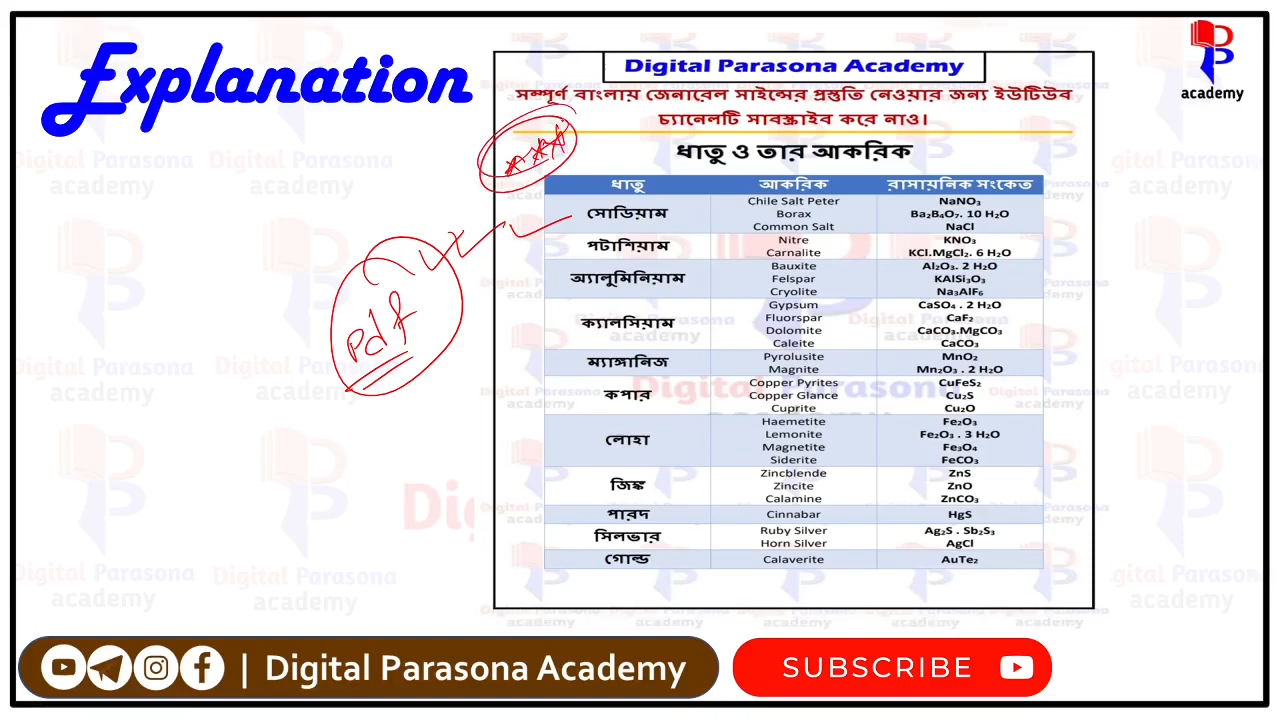 Explanation
academy
Digital Parasona Academy
সম্পূর্ণ বাংলায় জেনারেল সাইন্সের প্রস্তুতি নেওয়ার জন্য ইউটিউব
চ্যানেলটি সাবস্ক্রাইব করে নাও।
ধাতু ও তার আকরিক
ধাতু আকরিক রাসায়নিক সংকেত
সোডিয়াম
Chile Salt Peter NaNO₃
Borax Ba₂B₄O₇. 10 H₂O
Common Salt NaCl
পটাশিয়াম
Nitre KNO₃
Carnalite KCl.MgCl₂. 6 H₂O
অ্যালুমিনিয়াম
Bauxite Al₂O₃. 2 H₂O
Felspar KAlSi₃O₃
Cryolite Na₃AlF₆
ক্যালসিয়াম
Gypsum CaSO₄ . 2 H₂O
Fluorspar CaF₂
Dolomite CaCO₃.MgCO₃
Caleite CaCO₃
ম্যাঙ্গানিজ
Pyrolusite MnO₂
Magnite Mn₂O₃ . 2 H₂O
কপার
Copper Pyrites CuFeS₂
Copper Glance Cu₂S
Cuprite Cu₂O
লোহা
Haemetite Fe₂O₃
Lemonite Fe₂O₃ . 3 H₂O
Magnetite Fe₃O₄
Siderite FeCO₃
জিঙ্ক
Zincblende ZnS
Zincite ZnO
Calamine ZnCO₃
পারদ Cinnabar HgS
সিলভার
Ruby Silver Ag₂S . Sb₂S₃
Horn Silver AgCl
গোল্ড Calaverite AuTe₂
Pdf
| Digital Parasona Academy
SUBSCRIBE